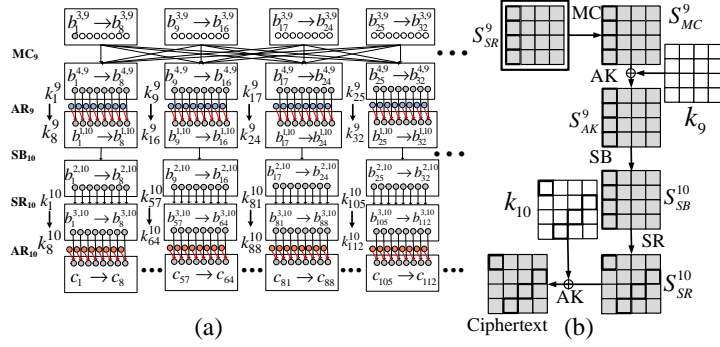 b_1^{3,9} → b_8^{3,9} b_9^{3,9} → b_16^{3,9} b_17^{3,9} → b_24^{3,9} b_25^{3,9} → b_32^{3,9}
MC_9
b_1^{4,9} → b_8^{4,9} b_9^{4,9} → b_16^{4,9} b_17^{4,9} → b_24^{4,9} b_25^{4,9} → b_32^{4,9}
k_1^9 k_9^9 k_17^9 k_25^9
AR_9
k_8^9 k_16^9 k_24^9 k_32^9
b_1^{1,10} → b_8^{1,10} b_9^{1,10} → b_16^{1,10} b_17^{1,10} → b_24^{1,10} b_25^{1,10} → b_32^{1,10}
SB_10
b_1^{2,10} → b_8^{2,10} b_9^{2,10} → b_16^{2,10} b_17^{2,10} → b_24^{2,10} b_25^{2,10} → b_32^{2,10}
SR_10
k_1^10 k_57^10 k_81^10 k_105^10
b_1^{3,10} → b_8^{3,10} b_57^{3,10} → b_64^{3,10} b_81^{3,10} → b_88^{3,10} b_105^{3,10} → b_112^{3,10}
k_8^10 k_64^10 k_88^10 k_112^10
AR_10
c_1 → c_8 ••• c_57 → c_64 ••• c_81 → c_88 ••• c_105 → c_112 •••
(a)
S_SR^9
MC
S_MC^9
AK
k_9
S_AK^9
SB
k_10
S_SB^10
SR
S_SR^10
AK
Ciphertext
(b)